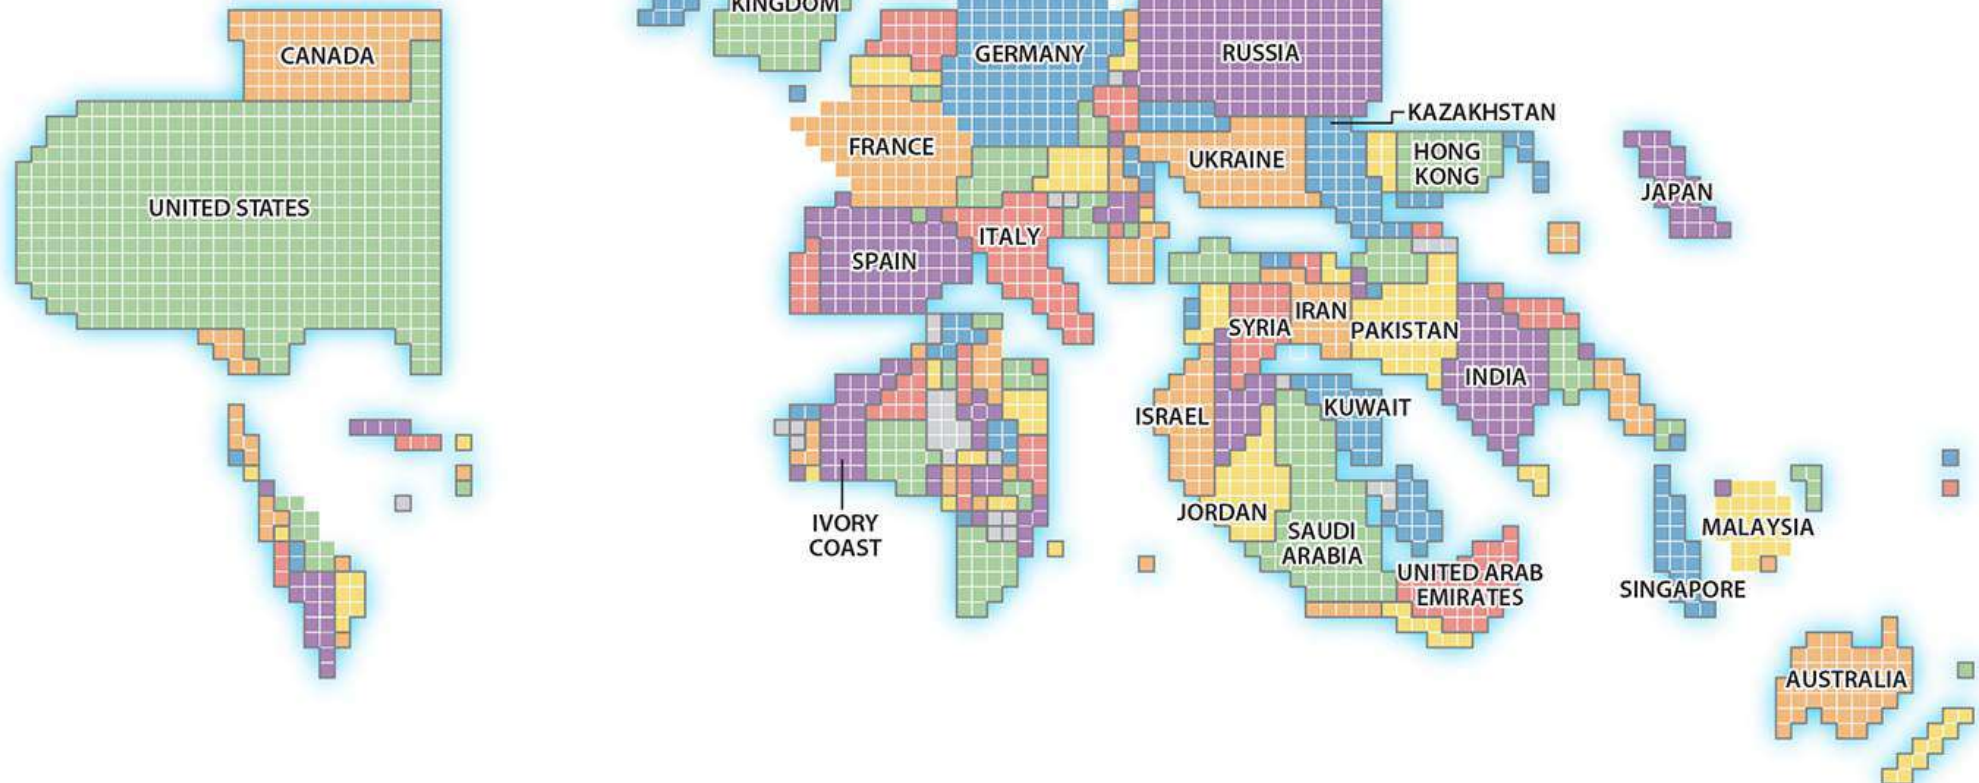 KINGDOM
CANADA
GERMANY
RUSSIA
KAZAKHSTAN
FRANCE
UKRAINE
HONG
KONG
JAPAN
UNITED STATES
ITALY
SPAIN
IRAN
SYRIA
PAKISTAN
INDIA
ISRAEL
KUWAIT
IVORY
COAST
JORDAN
SAUDI
ARABIA
MALAYSIA
UNITED ARAB
EMIRATES
SINGAPORE
AUSTRALIA